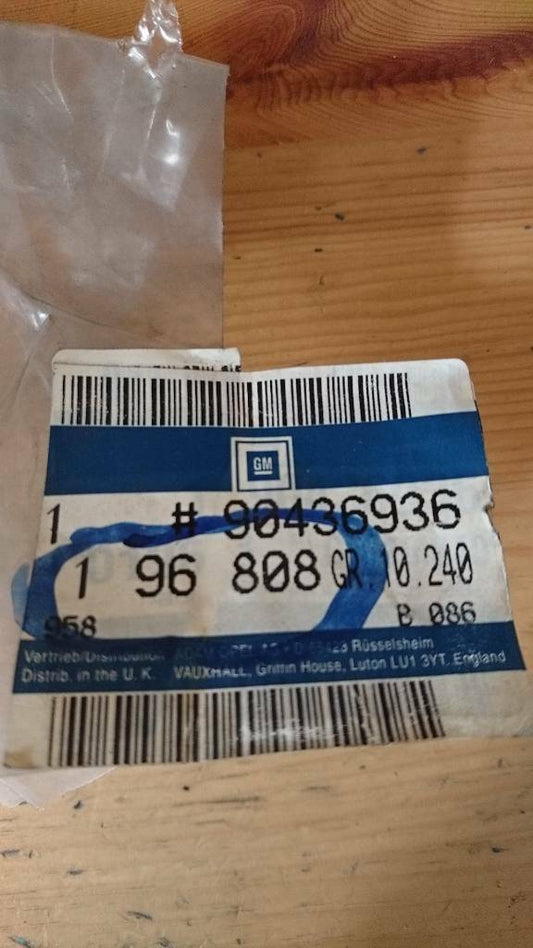 GM
1 # 90436936
1 96 808 GR.10.240
958 B 086
Vertrieb/Distribution ADAM OPEL AG • D 65423 Rüsselsheim
Distrib. in the U. K. VAUXHALL, Griffin House, Luton LU1 3YT. England